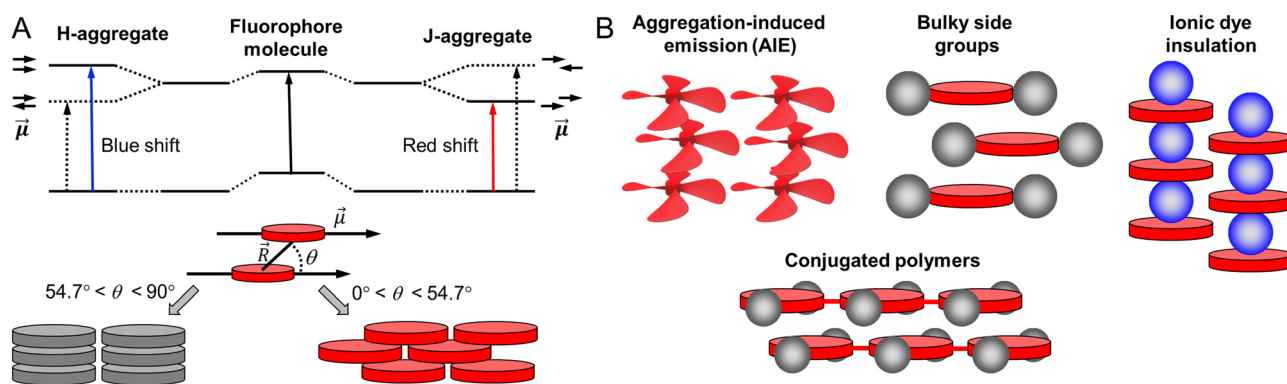 A
H-aggregate
Fluorophore
molecule
J-aggregate
μ⃗
Blue shift
Red shift
μ⃗
μ⃗
R⃗
θ
54.7° < θ < 90°
0° < θ < 54.7°
B
Aggregation-induced
emission (AIE)
Bulky side
groups
Ionic dye
insulation
Conjugated polymers